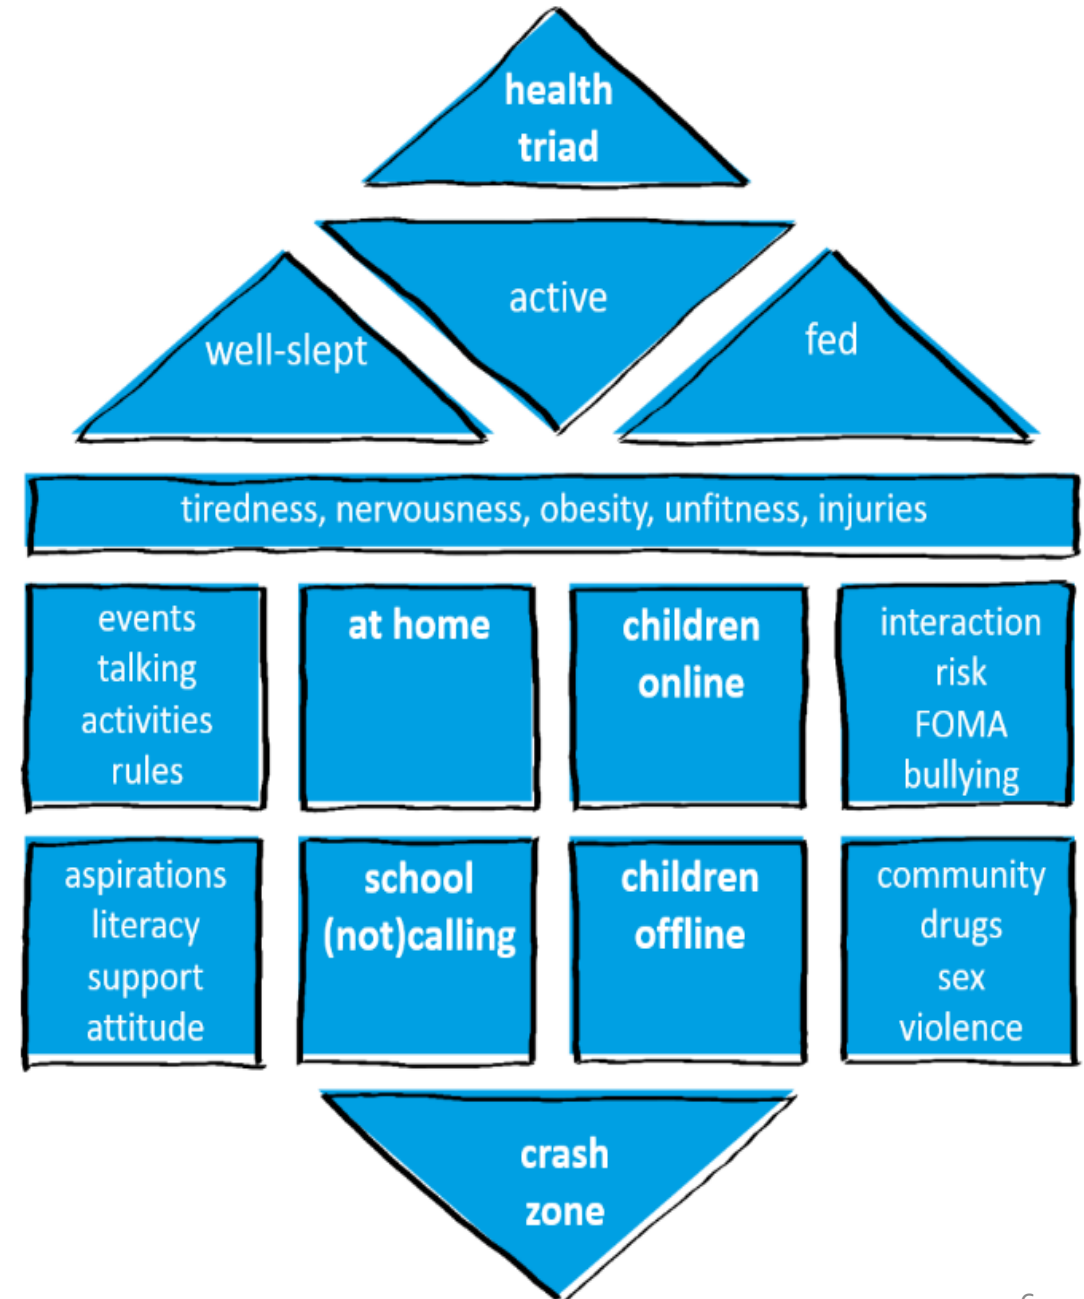 health
triad
active
well-slept
fed
tiredness, nervousness, obesity, unfitness, injuries
events
talking
activities
rules
at home
children
online
interaction
risk
FOMA
bullying
aspirations
literacy
support
attitude
school
(not)calling
children
offline
community
drugs
sex
violence
crash
zone